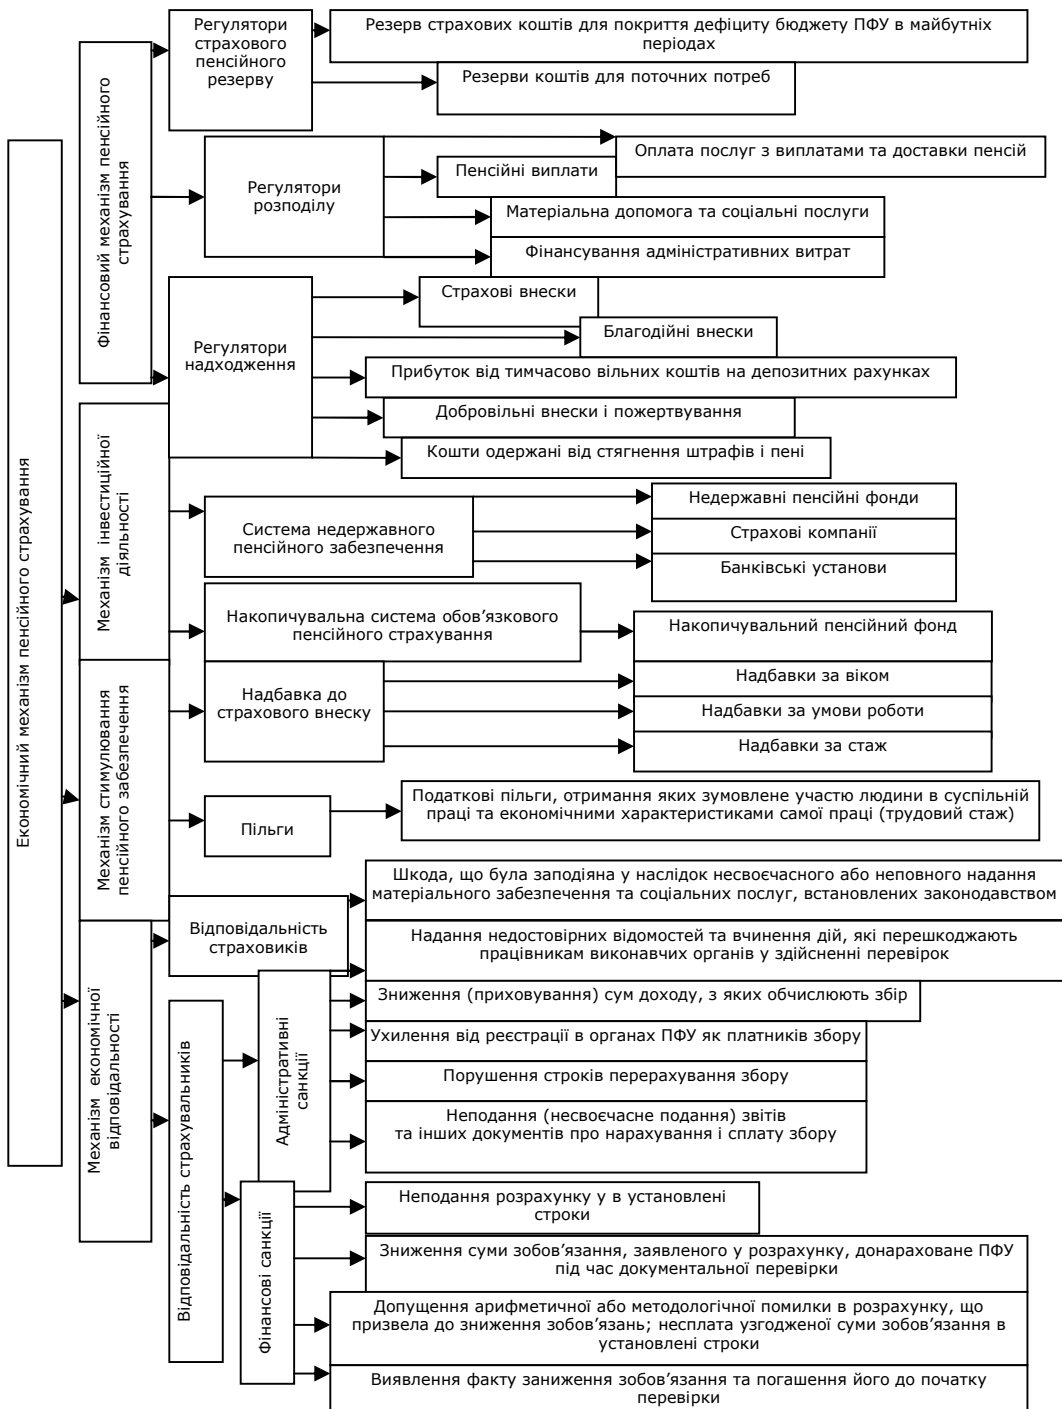 Економічний механізм пенсійного страхування
Фінансовий механізм пенсійного
страхування
Регулятори
страхового
пенсійного
резерву
Резерв страхових коштів для покриття дефіциту бюджету ПФУ в майбутніх
періодах
Резерви коштів для поточних потреб
Регулятори
розподілу
Оплата послуг з виплатами та доставки пенсій
Пенсійні виплати
Матеріальна допомога та соціальні послуги
Фінансування адміністративних витрат
Регулятори
надходження
Страхові внески
Благодійні внески
Прибуток від тимчасово вільних коштів на депозитних рахунках
Добровільні внески і пожертвування
Кошти одержані від стягнення штрафів і пені
Механізм інвестиційної
діяльності
Система недержавного
пенсійного забезпечення
Недержавні пенсійні фонди
Страхові компанії
Банківські установи
Накопичувальна система обов’язкового
пенсійного страхування
Накопичувальний пенсійний фонд
Механізм стимулювання
пенсійного забезпечення
Надбавка до
страхового внеску
Надбавки за віком
Надбавки за умови роботи
Надбавки за стаж
Пільги
Податкові пільги, отримання яких зумовлене участю людини в суспільній
праці та економічними характеристиками самої праці (трудовий стаж)
Механізм економічної
відповідальності
Відповідальність
страховиків
Шкода, що була заподіяна у наслідок несвоєчасного або неповного надання
матеріального забезпечення та соціальних послуг, встановлених законодавством
Відповідальність страхувальників
Адміністративні
санкції
Надання недостовірних відомостей та вчинення дій, які перешкоджають
працівникам виконавчих органів у здійсненні перевірок
Зниження (приховування) сум доходу, з яких обчислюють збір
Ухилення від реєстрації в органах ПФУ як платників збору
Порушення строків перерахування збору
Неподання (несвоєчасне подання) звітів
та інших документів про нарахування і сплату збору
Фінансові санкції
Неподання розрахунку у в установлені
строки
Зниження суми зобов’язання, заявленого у розрахунку, донараховане ПФУ
під час документальної перевірки
Допущення арифметичної або методологічної помилки в розрахунку, що
призвела до зниження зобов’язань; несплата узгодженої суми зобов’язання в
установлені строки
Виявлення факту заниження зобов’язання та погашення його до початку
перевірки